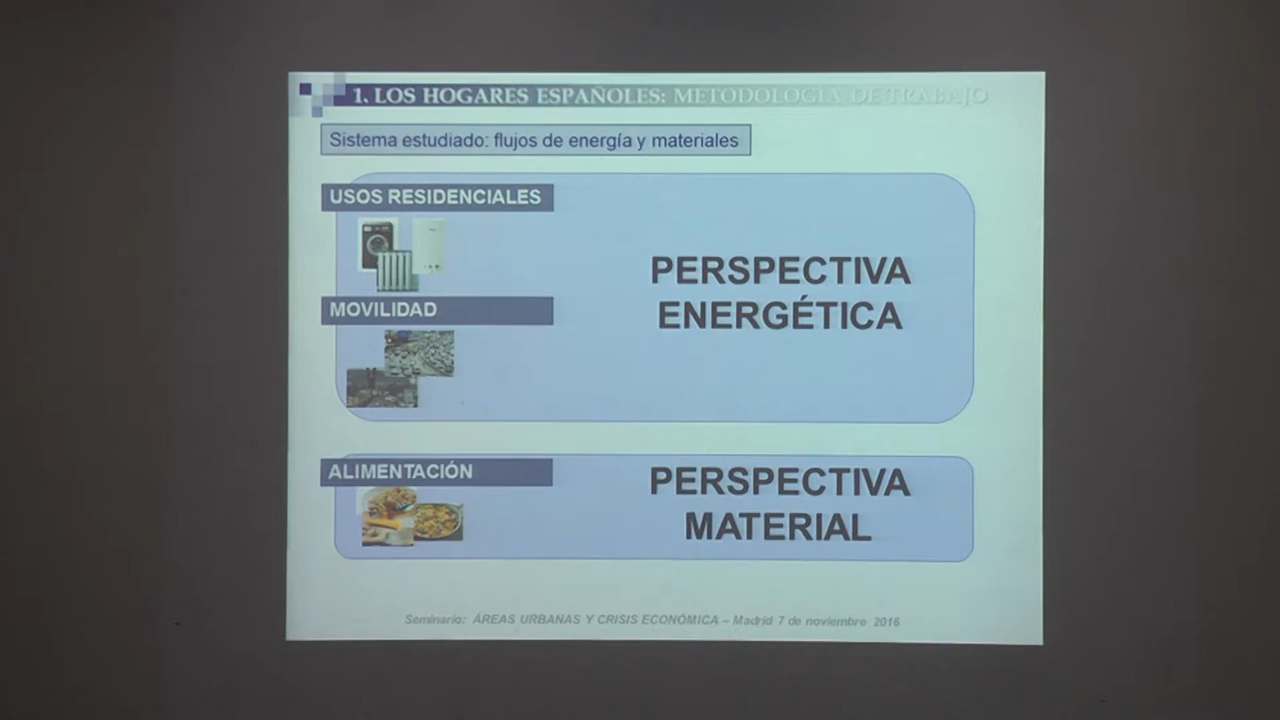 1. LOS HOGARES ESPAÑOLES: METODOLOGÍA DE TRABAJO
Sistema estudiado: flujos de energía y materiales
USOS RESIDENCIALES
PERSPECTIVA
ENERGÉTICA
MOVILIDAD
ALIMENTACIÓN
PERSPECTIVA
MATERIAL
Seminario: ÁREAS URBANAS Y CRISIS ECONÓMICA – Madrid 7 de noviembre 2016